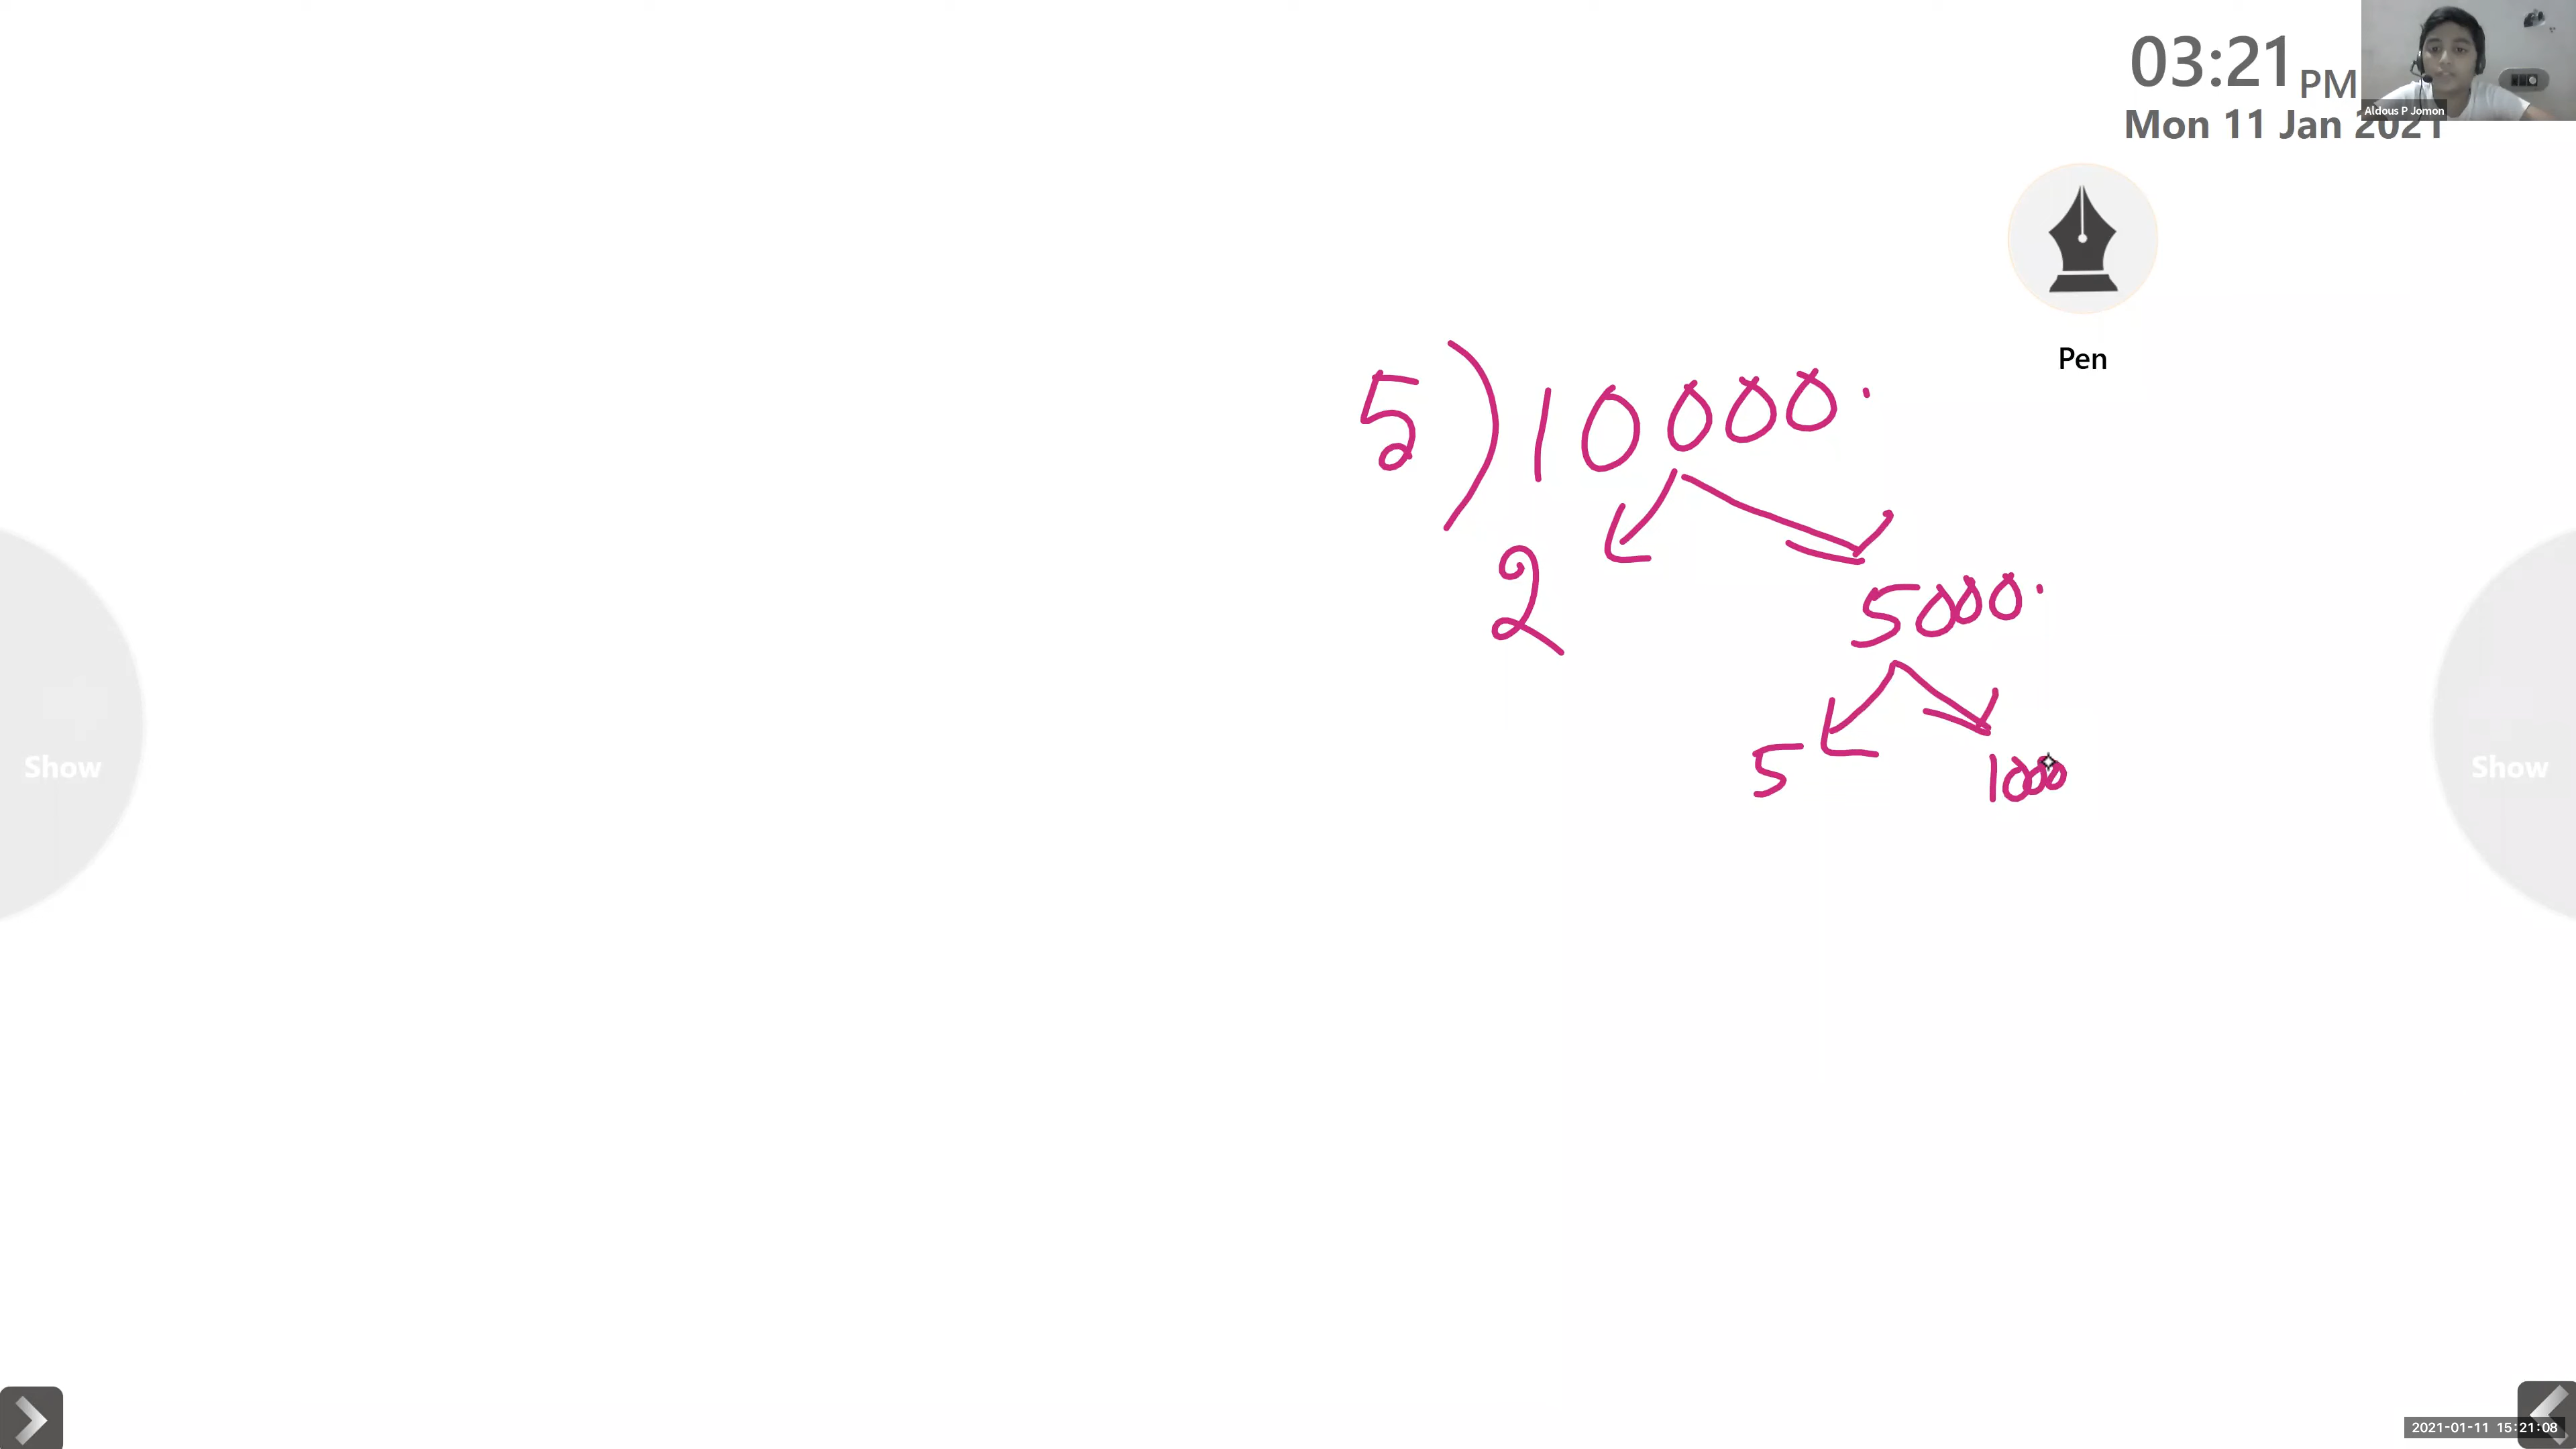 03:21 PM
Aldous P Jomon
Mon 11 Jan 2021
Pen
5 ) 10000.
2
5000.
Show
Show
5
1000
2021-01-11 15:21:08